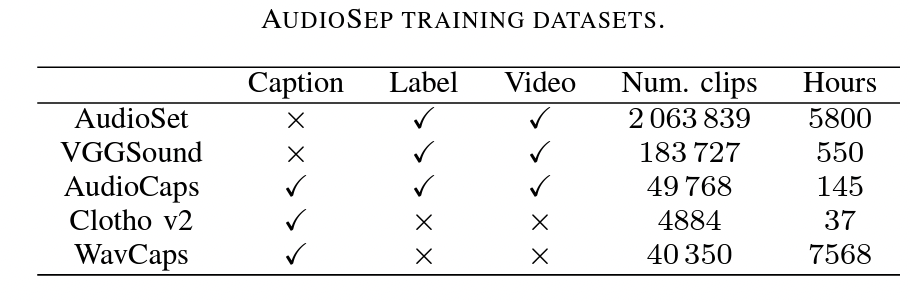 AUDIOSEP TRAINING DATASETS.
Caption Label Video Num. clips Hours
AudioSet × ✓ ✓ 2 063 839 5800
VGGSound × ✓ ✓ 183 727 550
AudioCaps ✓ ✓ ✓ 49 768 145
Clotho v2 ✓ × × 4884 37
WavCaps ✓ × × 40 350 7568